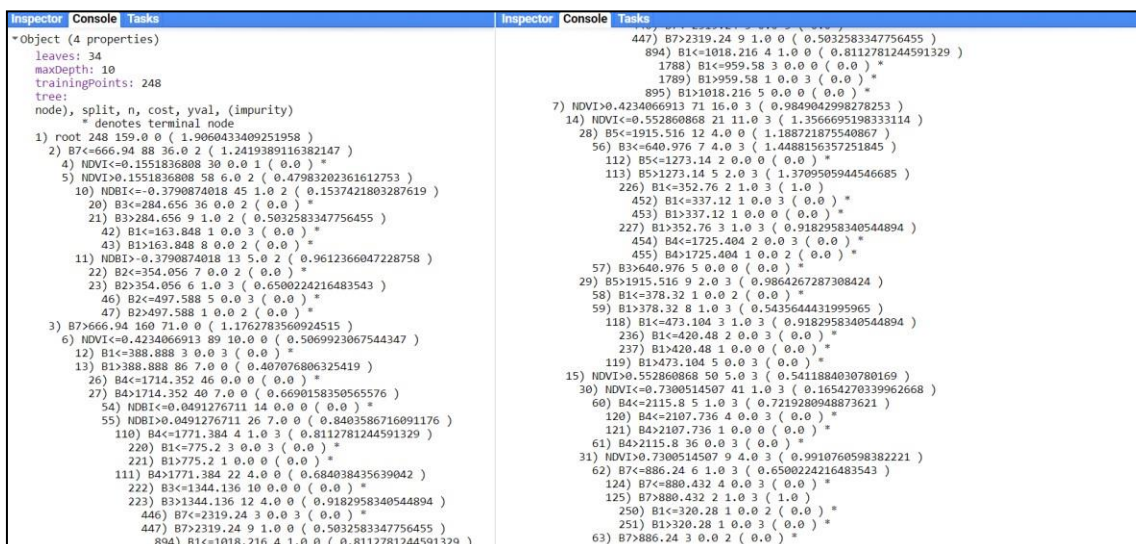 Inspector Console Tasks
Object (4 properties)
leaves: 34
maxDepth: 10
trainingPoints: 248
tree:
node), split, n, cost, yval, (impurity)
* denotes terminal node
1) root 248 159.0 0 ( 1.9060433409251958 )
2) B7<=666.94 88 36.0 2 ( 1.2419389116382147 )
4) NDVI<=0.1551836808 30 0.0 1 ( 0.0 ) *
5) NDVI>0.1551836808 58 6.0 2 ( 0.47983202361612753 )
10) NDBI<=-0.3790874018 45 1.0 2 ( 0.1537421803287619 )
20) B3<=284.656 36 0.0 2 ( 0.0 ) *
21) B3>284.656 9 1.0 2 ( 0.5032583347756455 )
42) B1<=163.848 1 0.0 3 ( 0.0 ) *
43) B1>163.848 8 0.0 2 ( 0.0 ) *
11) NDBI>-0.3790874018 13 5.0 2 ( 0.9612366047228758 )
22) B2<=354.056 7 0.0 2 ( 0.0 ) *
23) B2>354.056 6 1.0 3 ( 0.6500224216483543 )
46) B2<=497.588 5 0.0 3 ( 0.0 ) *
47) B2>497.588 1 0.0 2 ( 0.0 ) *
3) B7>666.94 160 71.0 0 ( 1.1762783560924515 )
6) NDVI<=0.4234066913 89 10.0 0 ( 0.5069923067544347 )
12) B1<=388.888 3 0.0 3 ( 0.0 ) *
13) B1>388.888 86 7.0 0 ( 0.407076806325419 )
26) B4<=1714.352 46 0.0 0 ( 0.0 ) *
27) B4>1714.352 40 7.0 0 ( 0.6690158350565576 )
54) NDBI<=0.0491276711 14 0.0 0 ( 0.0 ) *
55) NDBI>0.0491276711 26 7.0 0 ( 0.8403586716091176 )
110) B4<=1771.384 4 1.0 3 ( 0.8112781244591329 )
220) B1<=775.2 3 0.0 3 ( 0.0 ) *
221) B1>775.2 1 0.0 0 ( 0.0 ) *
111) B4>1771.384 22 4.0 0 ( 0.684038435639042 )
222) B3<=1344.136 10 0.0 0 ( 0.0 ) *
223) B3>1344.136 12 4.0 0 ( 0.9182958340544894 )
446) B7<=2319.24 3 0.0 3 ( 0.0 ) *
447) B7>2319.24 9 1.0 0 ( 0.5032583347756455 )
894) B1<=1018.216 4 1.0 0 ( 0.8112781244591329 )
Inspector Console Tasks
447) B7>2319.24 9 1.0 0 ( 0.5032583347756455 )
894) B1<=1018.216 4 1.0 0 ( 0.8112781244591329 )
1788) B1<=959.58 3 0.0 0 ( 0.0 ) *
1789) B1>959.58 1 0.0 3 ( 0.0 ) *
895) B1>1018.216 5 0.0 0 ( 0.0 ) *
7) NDVI>0.4234066913 71 16.0 3 ( 0.9849042998278253 )
14) NDVI<=0.552860868 21 11.0 3 ( 1.3566695198333114 )
28) B5<=1915.516 12 4.0 0 ( 1.188721875540867 )
56) B3<=640.976 7 4.0 3 ( 1.4488156357251845 )
112) B5<=1273.14 2 0.0 0 ( 0.0 ) *
113) B5>1273.14 5 2.0 3 ( 1.3709505944546685 )
226) B1<=352.76 2 1.0 3 ( 1.0 )
452) B1<=337.12 1 0.0 3 ( 0.0 ) *
453) B1>337.12 1 0.0 0 ( 0.0 ) *
227) B1>352.76 3 1.0 3 ( 0.9182958340544894 )
454) B4<=1725.404 2 0.0 3 ( 0.0 ) *
455) B4>1725.404 1 0.0 2 ( 0.0 ) *
57) B3>640.976 5 0.0 0 ( 0.0 ) *
29) B5>1915.516 9 2.0 3 ( 0.9864267287308424 )
58) B1<=378.32 1 0.0 2 ( 0.0 ) *
59) B1>378.32 8 1.0 3 ( 0.5435644431995965 )
118) B1<=473.104 3 1.0 3 ( 0.9182958340544894 )
236) B1<=420.48 2 0.0 3 ( 0.0 ) *
237) B1>420.48 1 0.0 0 ( 0.0 ) *
119) B1>473.104 5 0.0 3 ( 0.0 ) *
15) NDVI>0.552860868 50 5.0 3 ( 0.5411884030780169 )
30) NDVI<=0.7300514507 41 1.0 3 ( 0.1654270339962668 )
60) B4<=2115.8 5 1.0 3 ( 0.7219280948873621 )
120) B4<=2107.736 4 0.0 3 ( 0.0 ) *
121) B4>2107.736 1 0.0 0 ( 0.0 ) *
61) B4>2115.8 36 0.0 3 ( 0.0 ) *
31) NDVI>0.7300514507 9 4.0 3 ( 0.9910760598382221 )
62) B7<=886.24 6 1.0 3 ( 0.6500224216483543 )
124) B7<=880.432 4 0.0 3 ( 0.0 ) *
125) B7>880.432 2 1.0 3 ( 1.0 )
250) B1<=320.28 1 0.0 2 ( 0.0 ) *
251) B1>320.28 1 0.0 3 ( 0.0 ) *
63) B7>886.24 3 0.0 2 ( 0.0 ) *